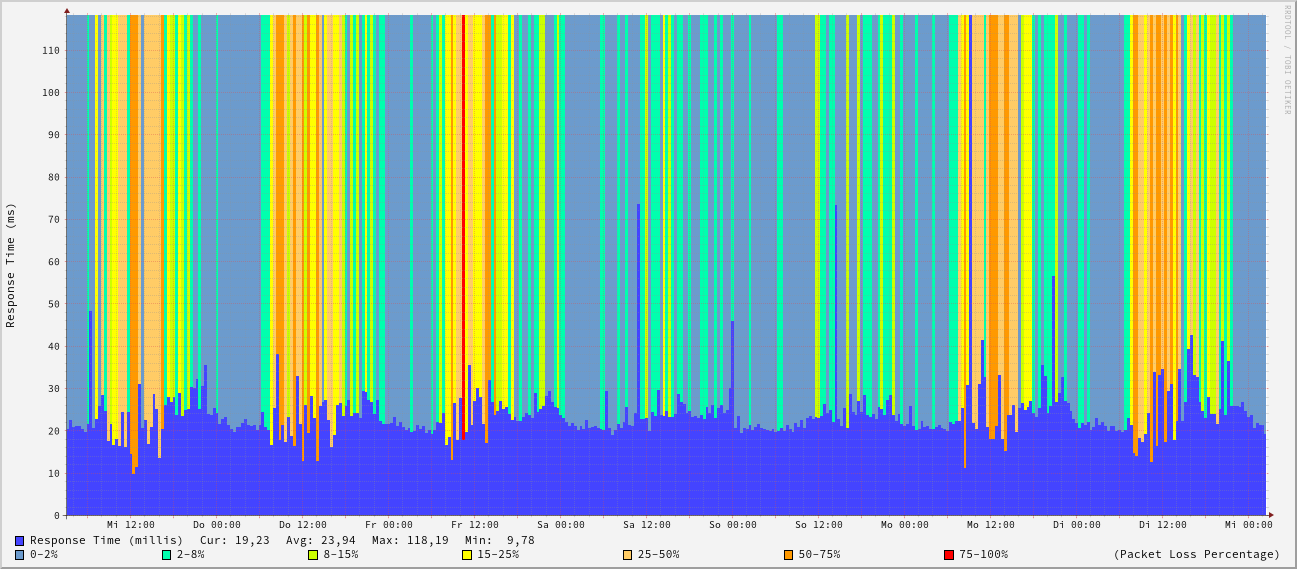 RRDTOOL / TOBI OETIKER
Response Time (ms)
110
100
90
80
70
60
50
40
30
20
10
0
Mi 12:00 Do 00:00 Do 12:00 Fr 00:00 Fr 12:00 Sa 00:00 Sa 12:00 So 00:00 So 12:00 Mo 00:00 Mo 12:00 Di 00:00 Di 12:00 Mi 00:00
Response Time (millis) Cur: 19,23 Avg: 23,94 Max: 118,19 Min: 9,78
0-2% 2-8% 8-15% 15-25% 25-50% 50-75% 75-100% (Packet Loss Percentage)